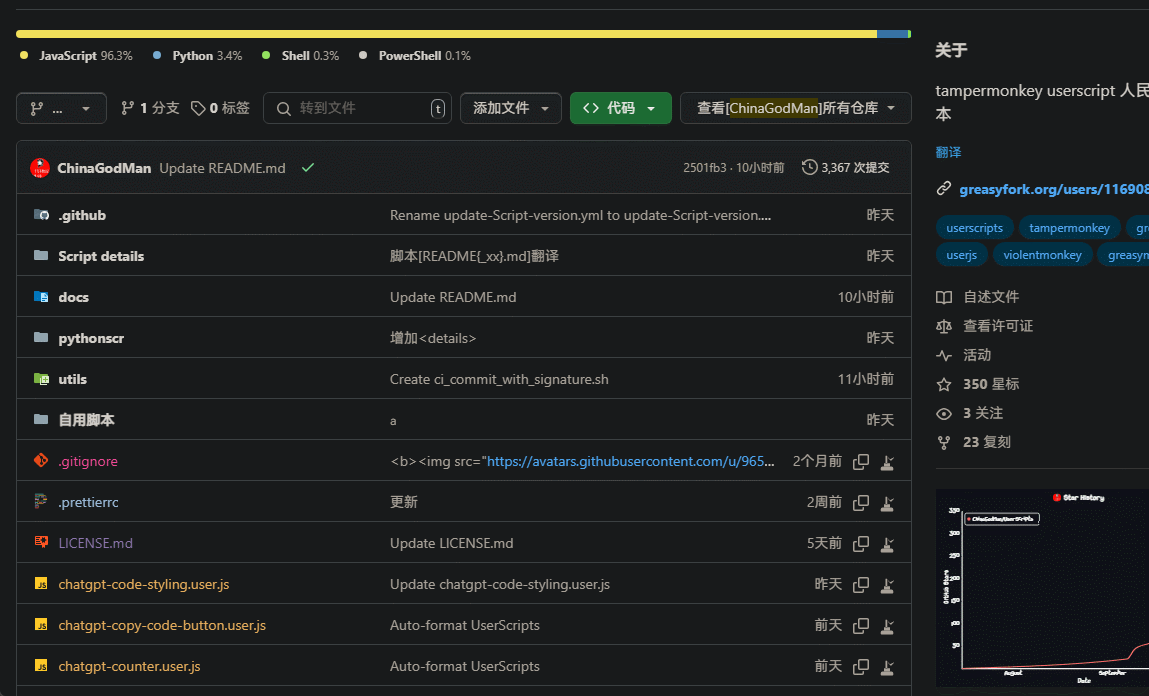 JavaScript 96.3% Python 3.4% Shell 0.3% PowerShell 0.1%
... 1 分支 0 标签 转到文件 t 添加文件 代码 查看[ChinaGodMan]所有仓库
ChinaGodMan Update README.md 2501fb3 · 10小时前 3,367 次提交
.github Rename update-Script-version.yml to update-Script-version.... 昨天
Script details 脚本[README{_xx}.md]翻译 昨天
docs Update README.md 10小时前
pythonscr 增加<details> 昨天
utils Create ci_commit_with_signature.sh 11小时前
自用脚本 a 昨天
.gitignore <b><img src="https://avatars.githubusercontent.com/u/965... 2个月前
.prettierrc 更新 2周前
LICENSE.md Update LICENSE.md 5天前
JS chatgpt-code-styling.user.js Update chatgpt-code-styling.user.js 昨天
JS chatgpt-copy-code-button.user.js Auto-format UserScripts 前天
JS chatgpt-counter.user.js Auto-format UserScripts 前天
关于
tampermonkey userscript 人民
本
翻译
greasyfork.org/users/116908
userscripts tampermonkey gr
userjs violentmonkey greasym
自述文件
查看许可证
活动
350 星标
3 关注
23 复刻
Star History
350
ChinaGodMan/UserScripts
300
250
200
150
100
50
GitHub Stars
August September
Date